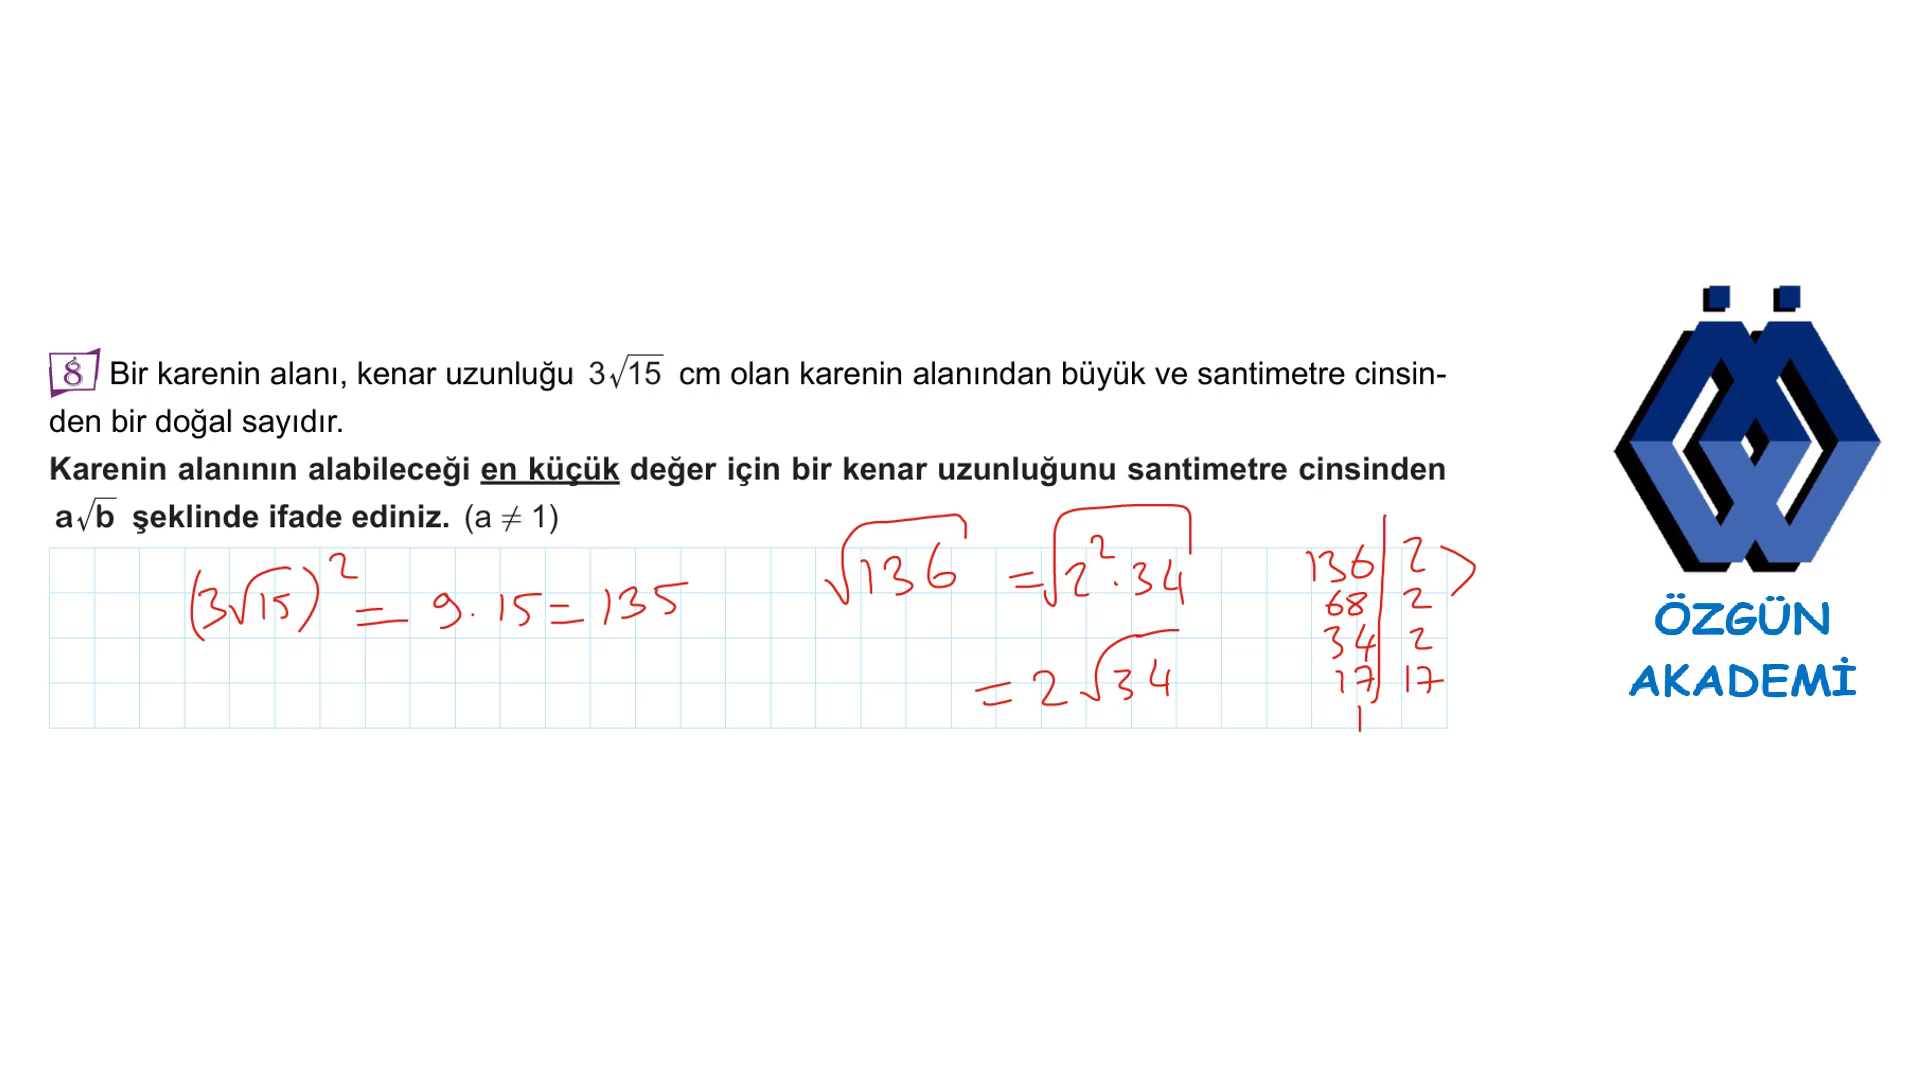 8 Bir karenin alanı, kenar uzunluğu 3√15 cm olan karenin alanından büyük ve santimetre cinsin-
den bir doğal sayıdır.
Karenin alanının alabileceği en küçük değer için bir kenar uzunluğunu santimetre cinsinden
a√b şeklinde ifade ediniz. (a ≠ 1)
(3√15)² = 9.15 = 135
√136 = √2².34
= 2√34
136 2
68 2
34 2
17 17
1
ÖZGÜN
AKADEMİ